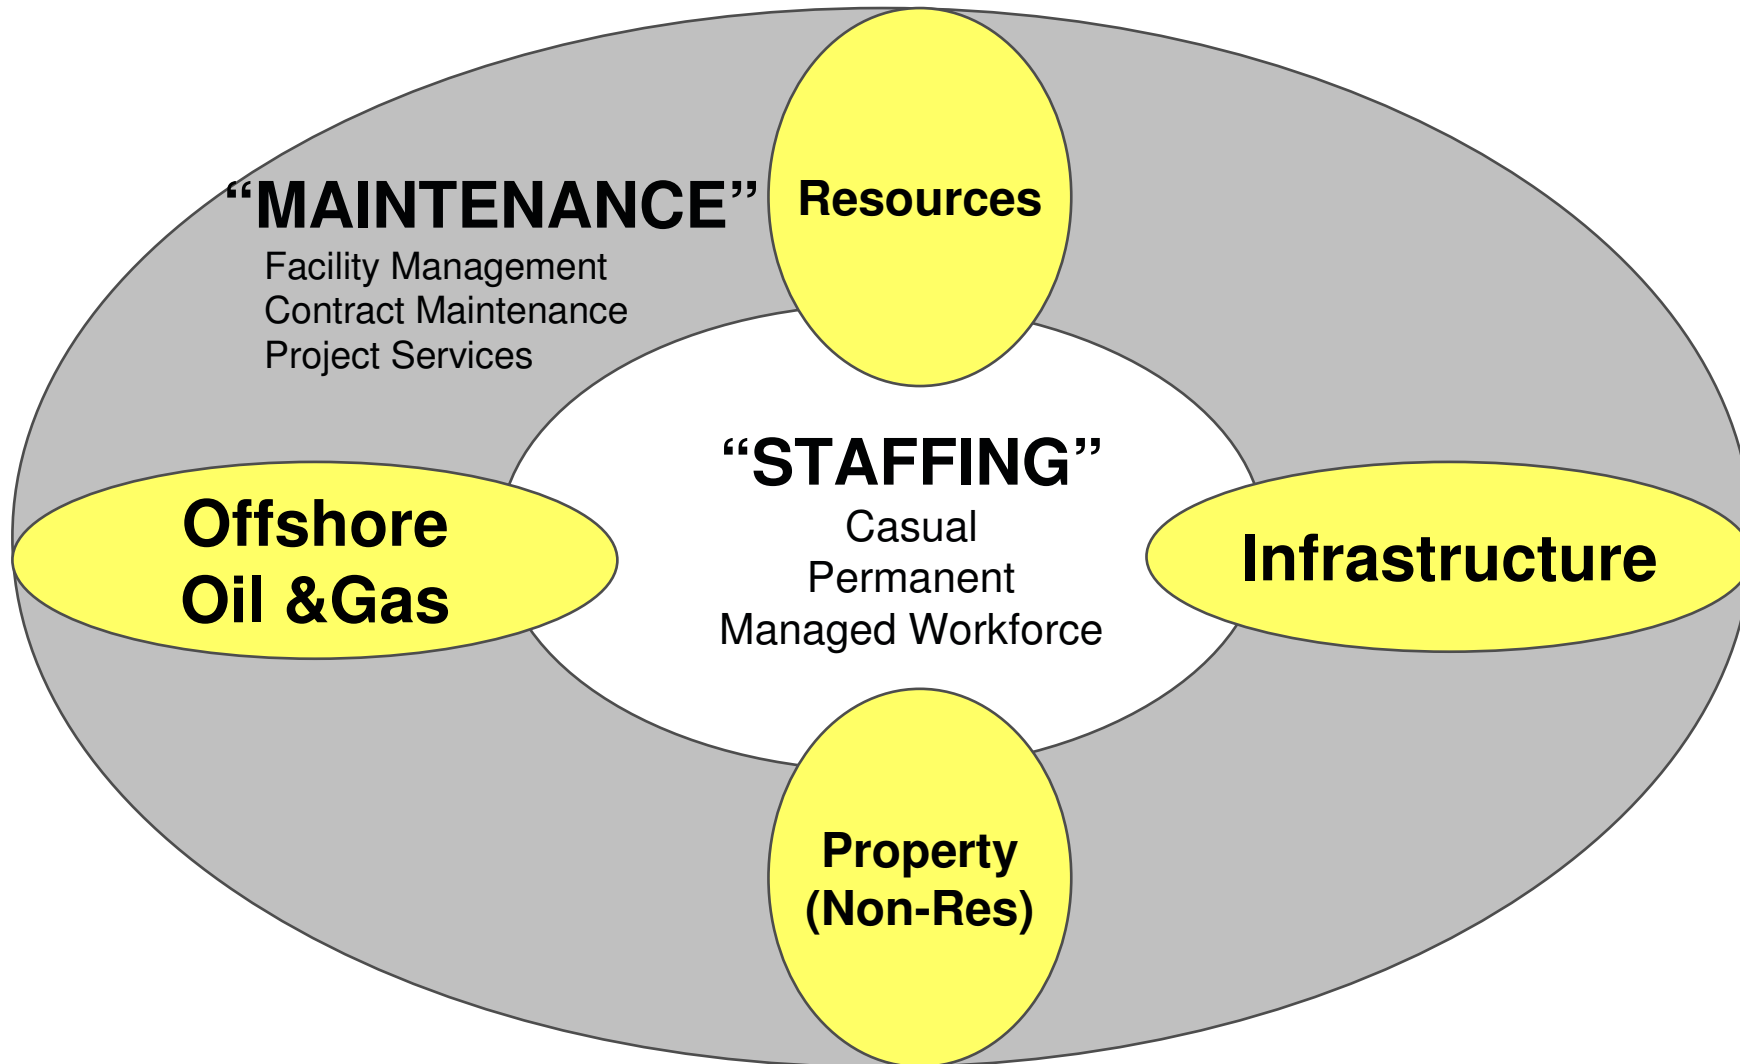 “MAINTENANCE”
Facility Management
Contract Maintenance
Project Services
Resources
“STAFFING”
Casual
Permanent
Managed Workforce
Offshore
Oil &Gas
Infrastructure
Property
(Non-Res)